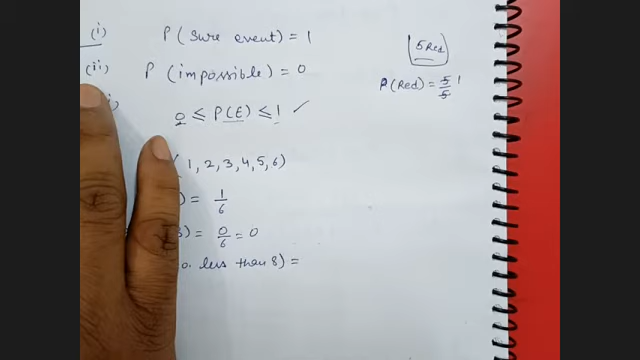 (i) P(sure event) = 1
(ii) P(impossible) = 0
) 0 ≤ P(E) ≤ 1 ✓
5 Red
P(Red) = 5/5 1
(1, 2, 3, 4, 5, 6)
) = 1/6
) = 0/6 = 0
o. less than 8) =